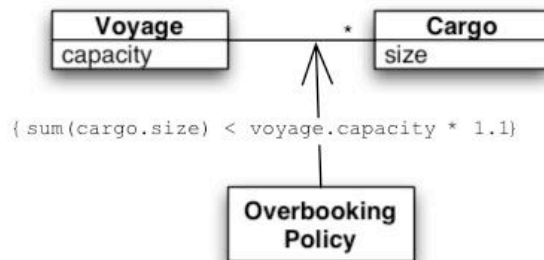 Voyage
capacity
*
Cargo
size
{ sum(cargo.size) < voyage.capacity * 1.1}
Overbooking
Policy